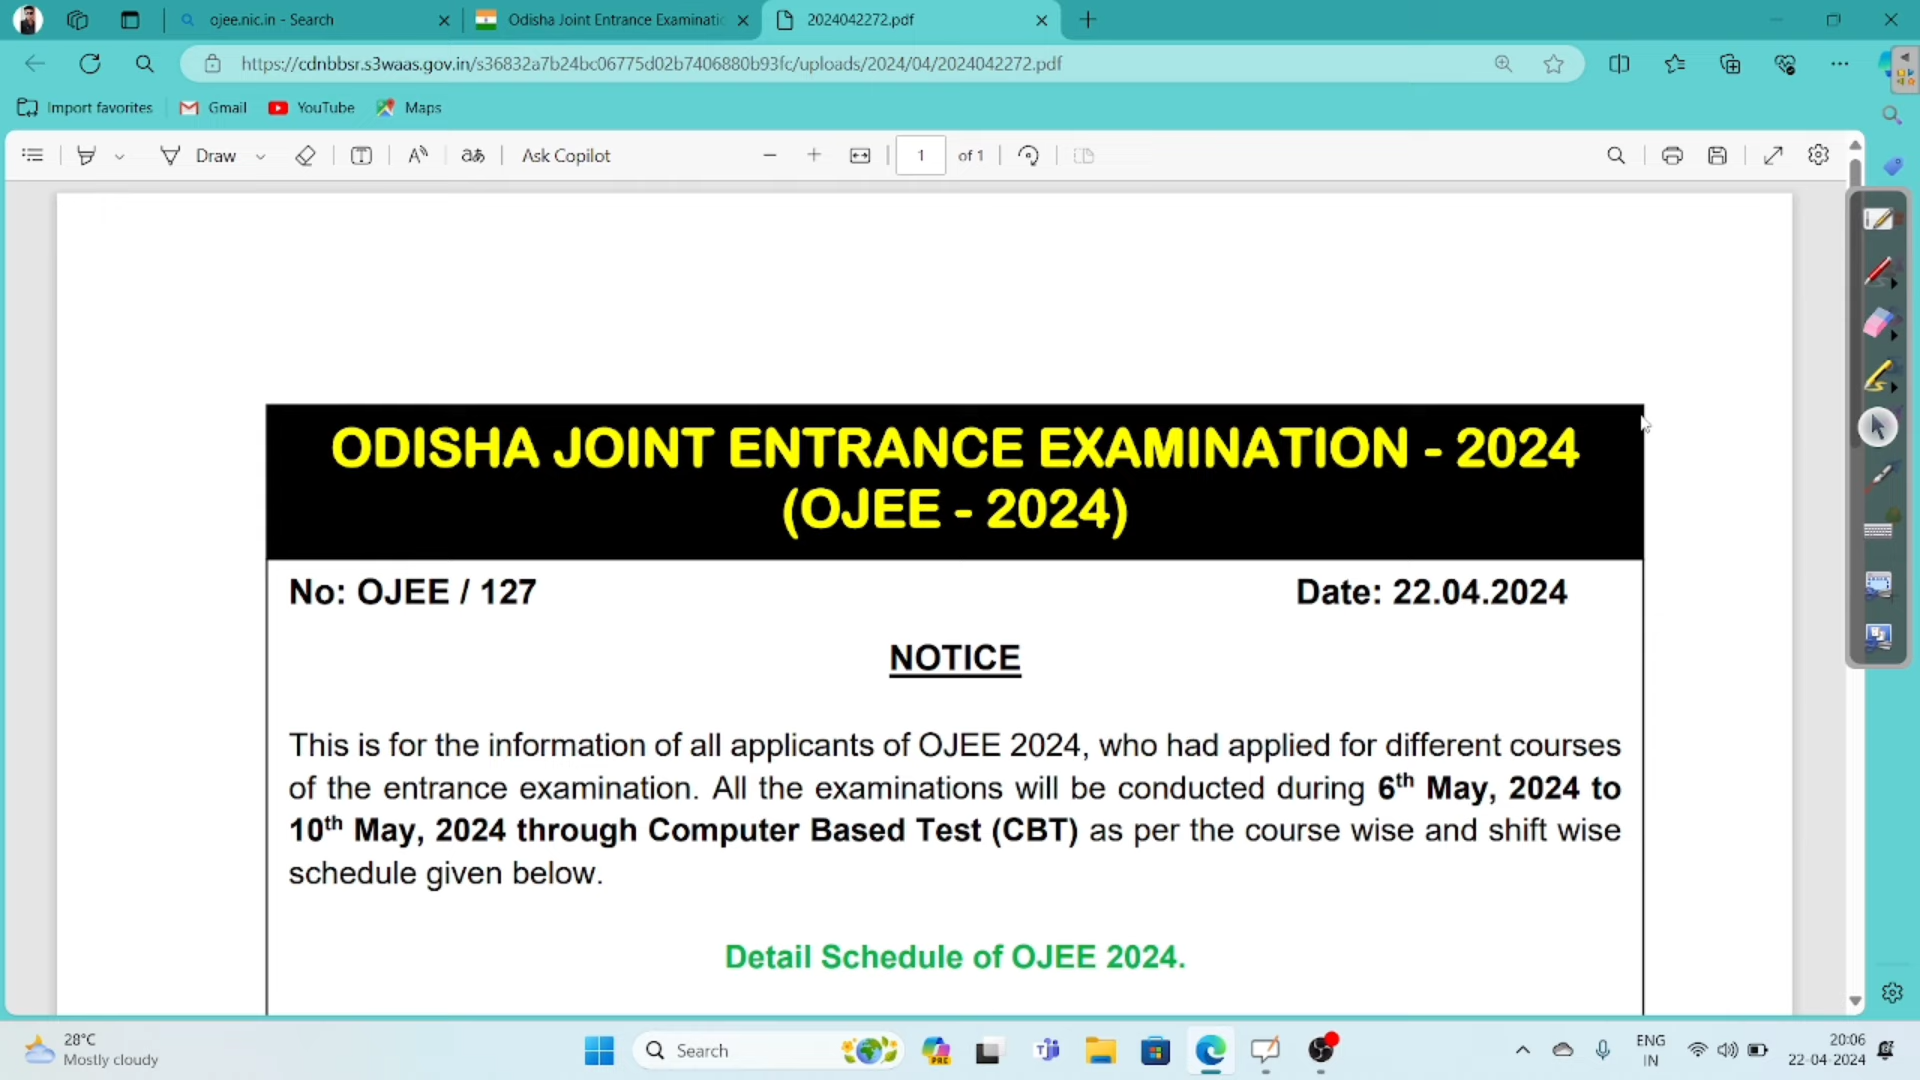 ojee.nic.in - Search
Odisha Joint Entrance Examinatic
2024042272.pdf
https://cdnbbsr.s3waas.gov.in/s36832a7b24bc06775d02b7406880b93fc/uploads/2024/04/2024042272.pdf
Import favorites
Gmail
YouTube
Maps
Draw
Ask Copilot
1
of 1
ODISHA JOINT ENTRANCE EXAMINATION - 2024
(OJEE - 2024)
No: OJEE / 127
Date: 22.04.2024
NOTICE
This is for the information of all applicants of OJEE 2024, who had applied for different courses
of the entrance examination. All the examinations will be conducted during 6th May, 2024 to
10th May, 2024 through Computer Based Test (CBT) as per the course wise and shift wise
schedule given below.
Detail Schedule of OJEE 2024.
28°C
Mostly cloudy
Search
ENG
IN
20:06
22-04-2024